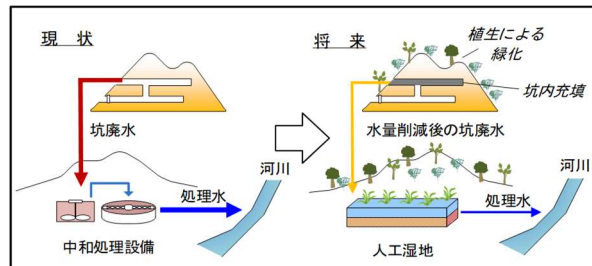 現 状
坑廃水
中和処理設備
処理水
河川
将 来
植生による
緑化
坑内充填
水量削減後の坑廃水
人工湿地
処理水
河川